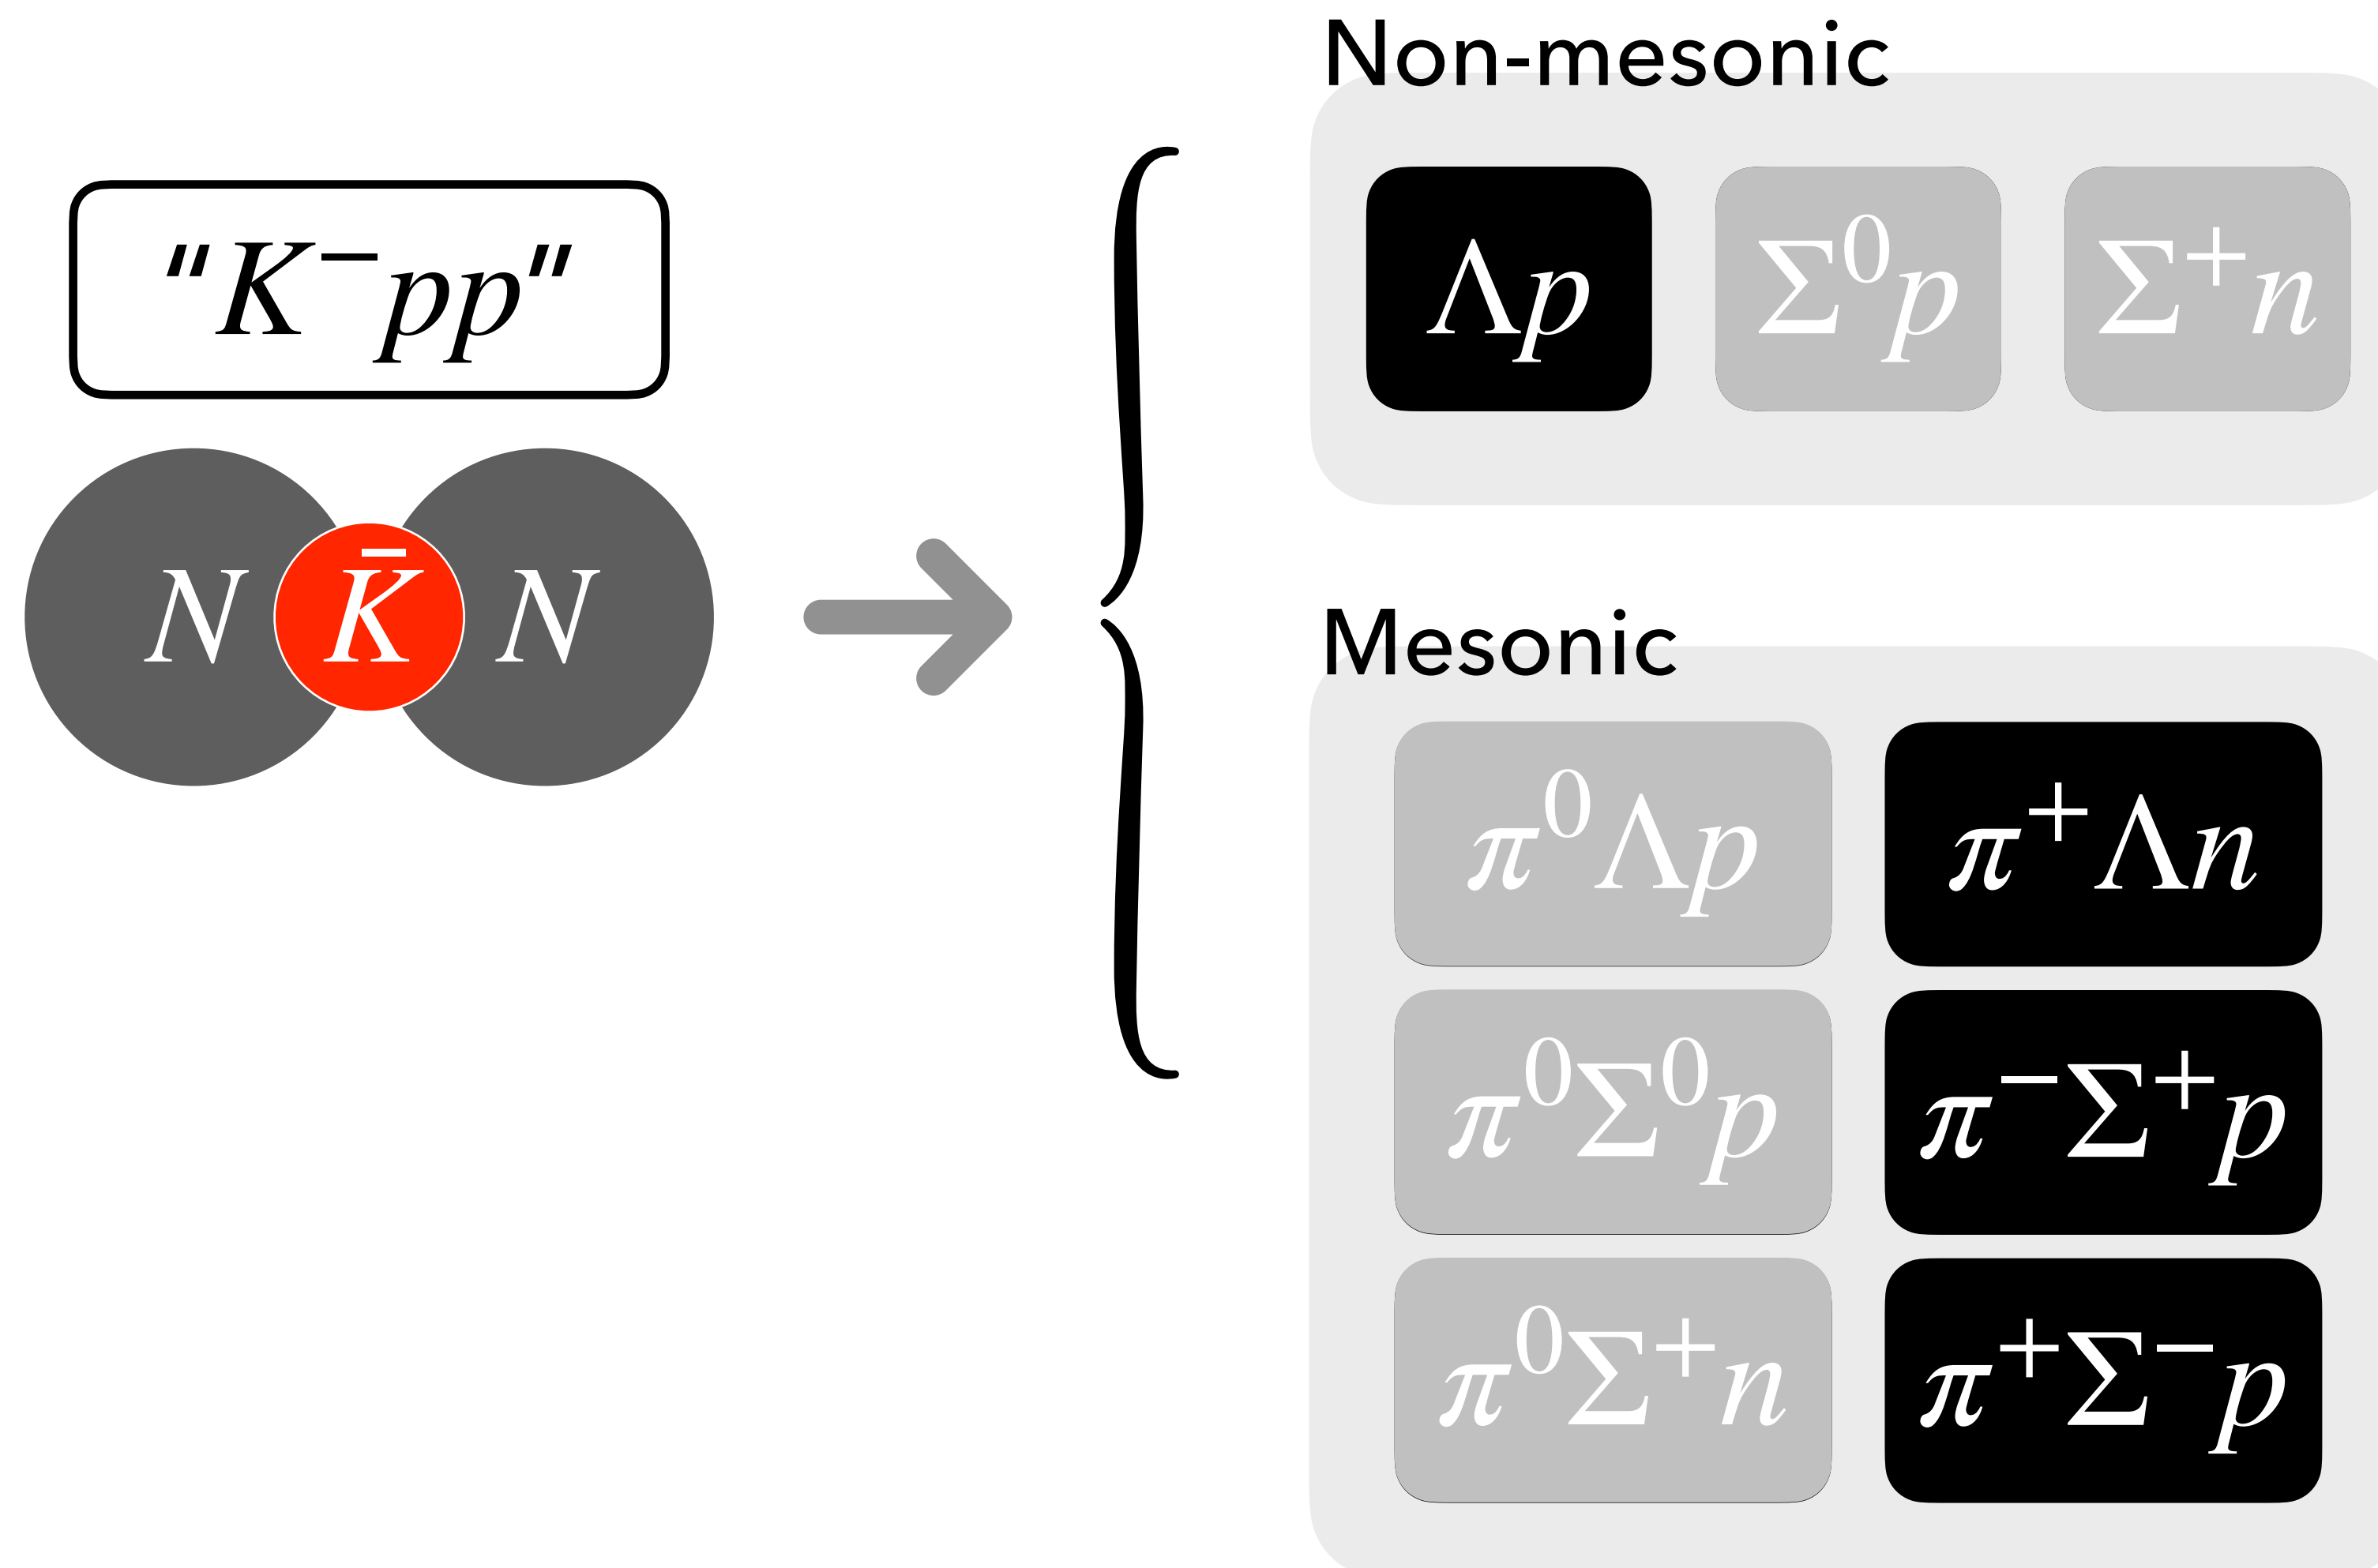 "K⁻pp"
N K̄ N
Non-mesonic
Λp Σ⁰p Σ⁺n
Mesonic
π⁰Λp π⁺Λn
π⁰Σ⁰p π⁻Σ⁺p
π⁰Σ⁺n π⁺Σ⁻p